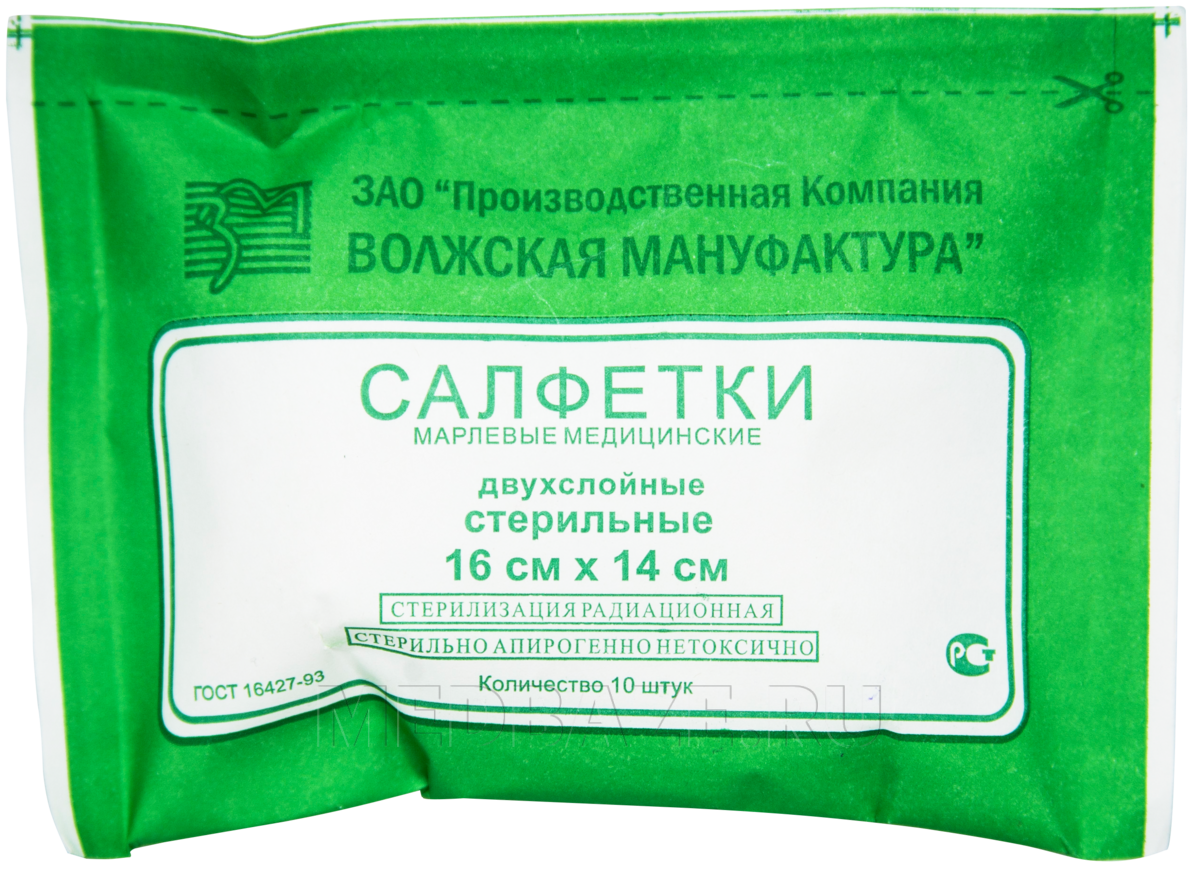 ЗАО "Производственная Компания
ВОЛЖСКАЯ МАНУФАКТУРА"
САЛФЕТКИ
МАРЛЕВЫЕ МЕДИЦИНСКИЕ
двухслойные
стерильные
16 см х 14 см
СТЕРИЛИЗАЦИЯ РАДИАЦИОННАЯ
СТЕРИЛЬНО АПИРОГЕННО НЕТОКСИЧНО
РСТ
ГОСТ 16427-93
Количество 10 штук
MEDBAZE.RU